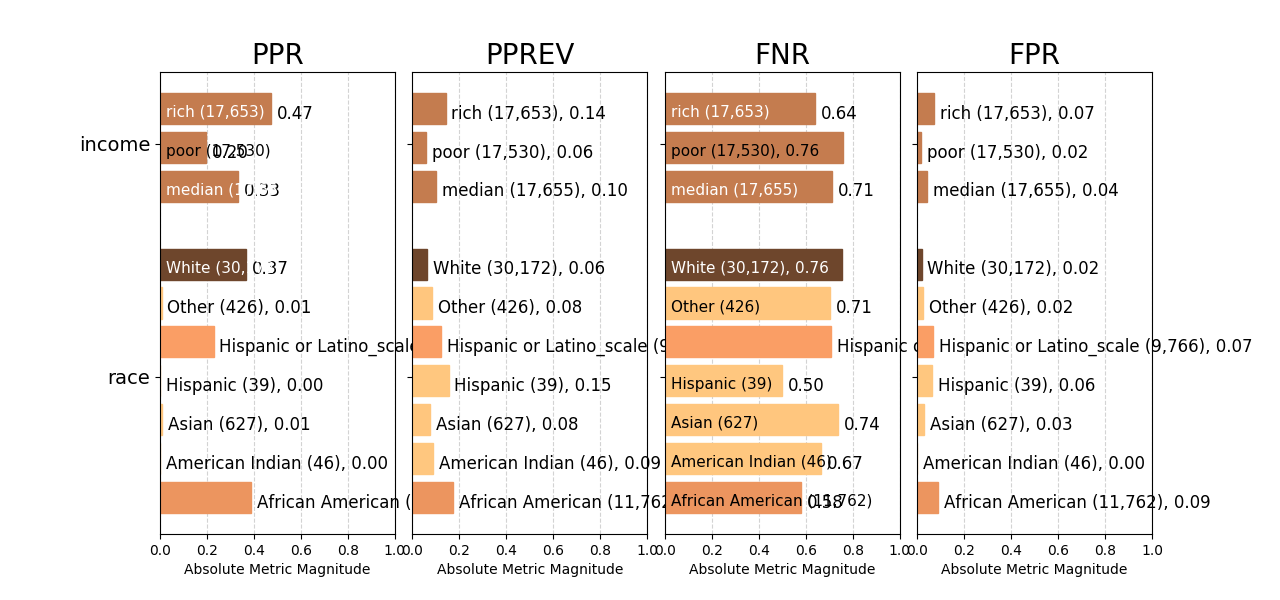 PPR
PPREV
FNR
FPR
income
rich (17,653) 0.47
poor (17,530) 0.20
median (1 0.33
race
White (30, 0.37
Other (426), 0.01
Hispanic or Latino_scale
Hispanic (39), 0.00
Asian (627), 0.01
American Indian (46), 0.00
African American (
0.0 0.2 0.4 0.6 0.8 1.0
Absolute Metric Magnitude
rich (17,653), 0.14
poor (17,530), 0.06
median (17,655), 0.10
White (30,172), 0.06
Other (426), 0.08
Hispanic or Latino_scale (9
Hispanic (39), 0.15
Asian (627), 0.08
American Indian (46), 0.09
African American (11,762
0.0 0.2 0.4 0.6 0.8 1.0
Absolute Metric Magnitude
rich (17,653) 0.64
poor (17,530), 0.76
median (17,655) 0.71
White (30,172), 0.76
Other (426) 0.71
Hispanic
Hispanic (39) 0.50
Asian (627) 0.74
American Indian (46) 0.67
African American (11,762) 0.58
0.0 0.2 0.4 0.6 0.8 1.0
Absolute Metric Magnitude
rich (17,653), 0.07
poor (17,530), 0.02
median (17,655), 0.04
White (30,172), 0.02
Other (426), 0.02
Hispanic or Latino_scale (9,766), 0.07
Hispanic (39), 0.06
Asian (627), 0.03
American Indian (46), 0.00
African American (11,762), 0.09
0.0 0.2 0.4 0.6 0.8 1.0
Absolute Metric Magnitude